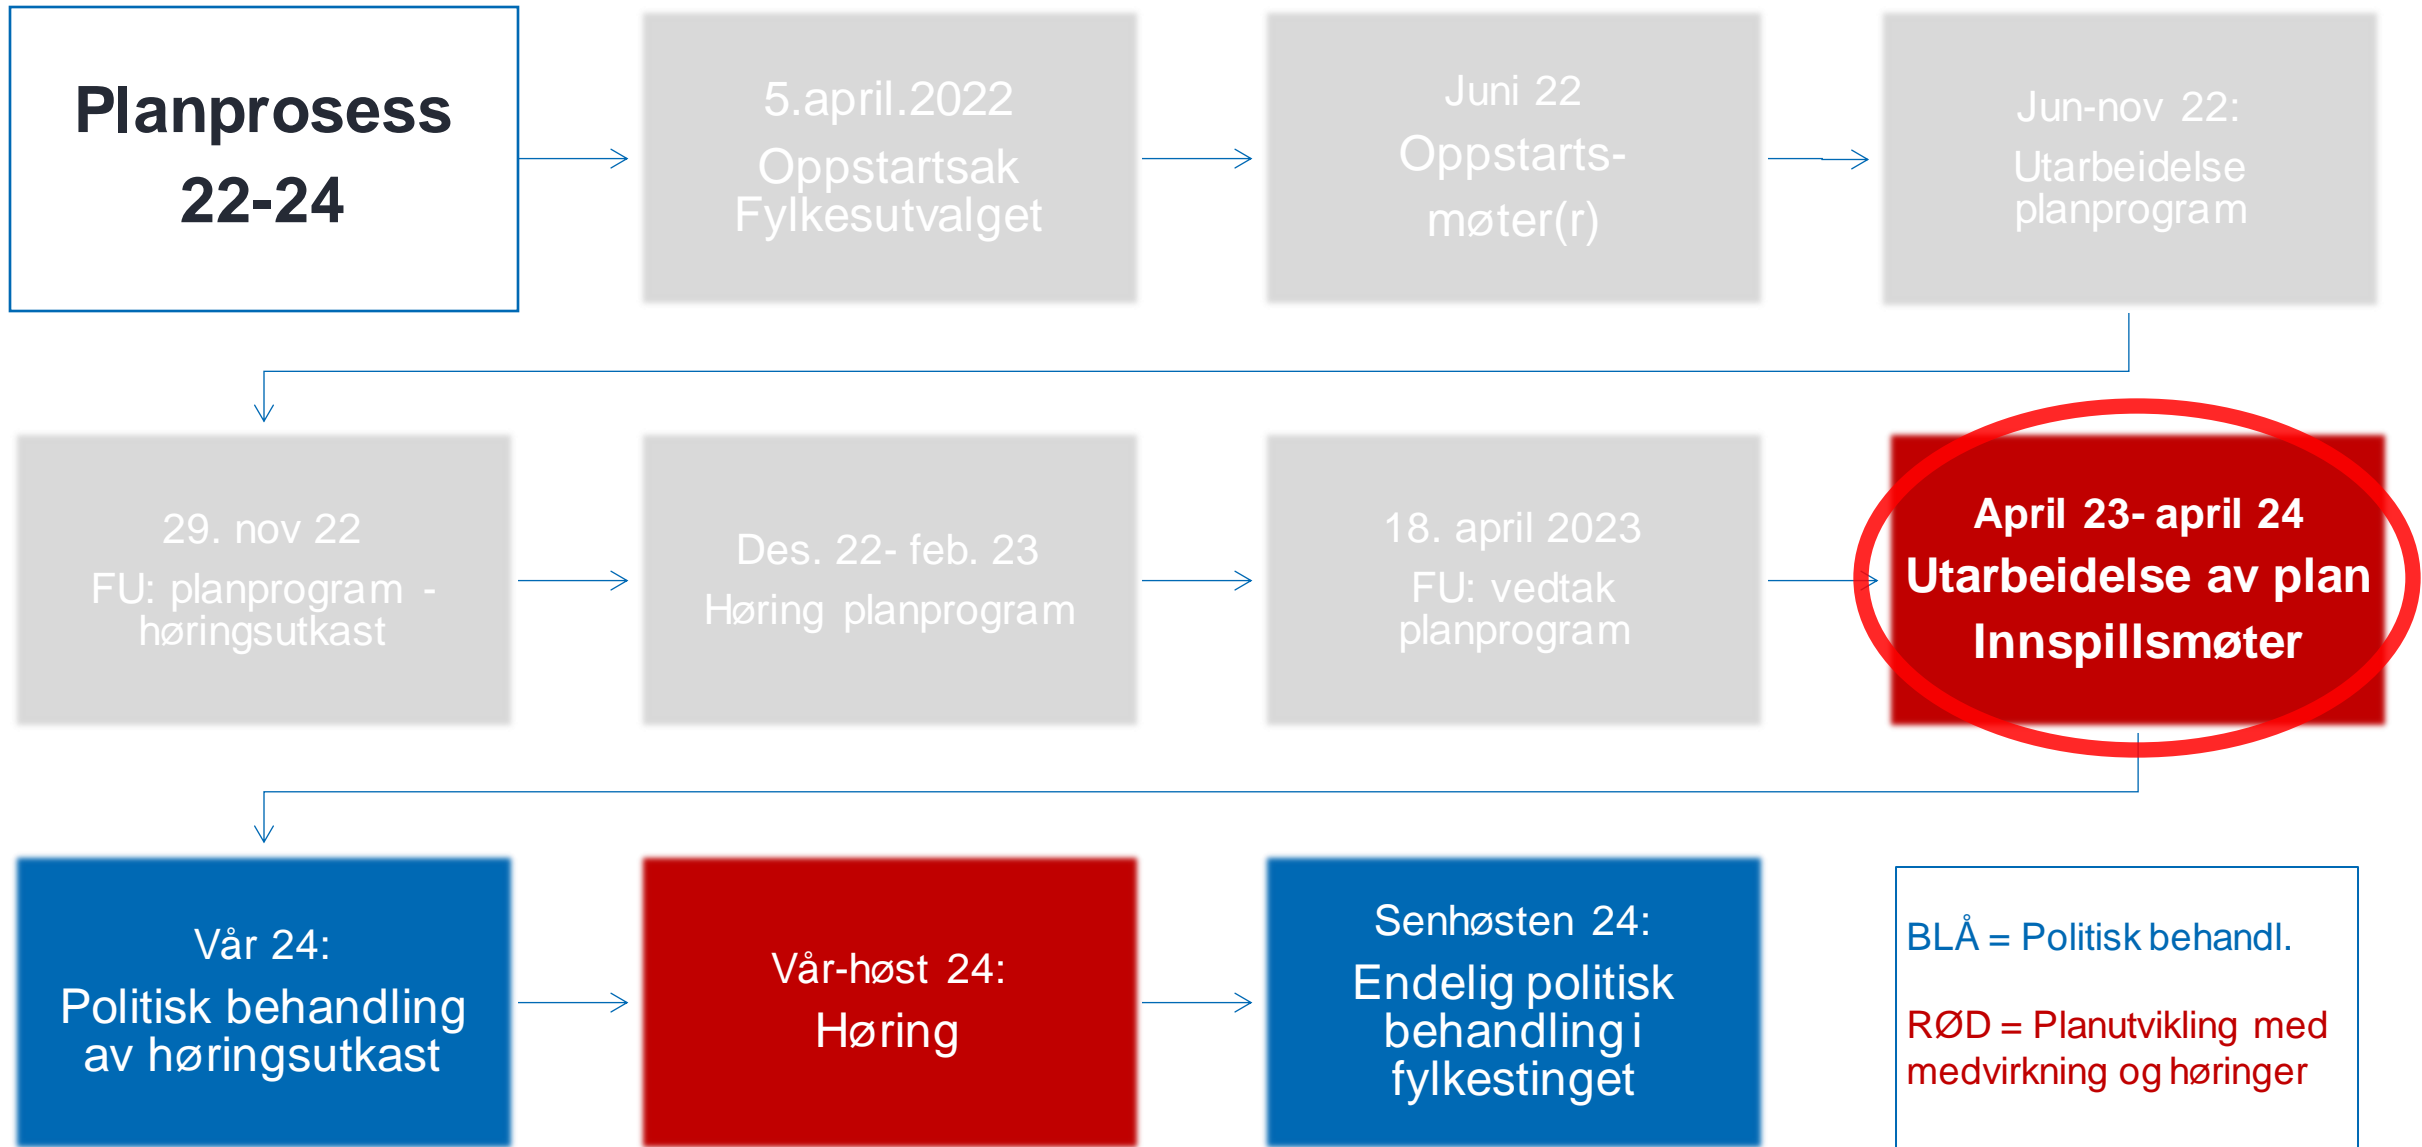 Planprosess
22-24
5.april.2022
Oppstartsak
Fylkesutvalget
Juni 22
Oppstarts-
møter(r)
Jun-nov 22:
Utarbeidelse
planprogram
29. nov 22
FU: planprogram -
høringsutkast
Des. 22- feb. 23
Høring planprogram
18. april 2023
FU: vedtak
planprogram
April 23- april 24
Utarbeidelse av plan
Innspillsmøter
Vår 24:
Politisk behandling
av høringsutkast
Vår-høst 24:
Høring
Senhøsten 24:
Endelig politisk
behandling i
fylkestinget
BLÅ = Politisk behandl.
RØD = Planutvikling med
medvirkning og høringer